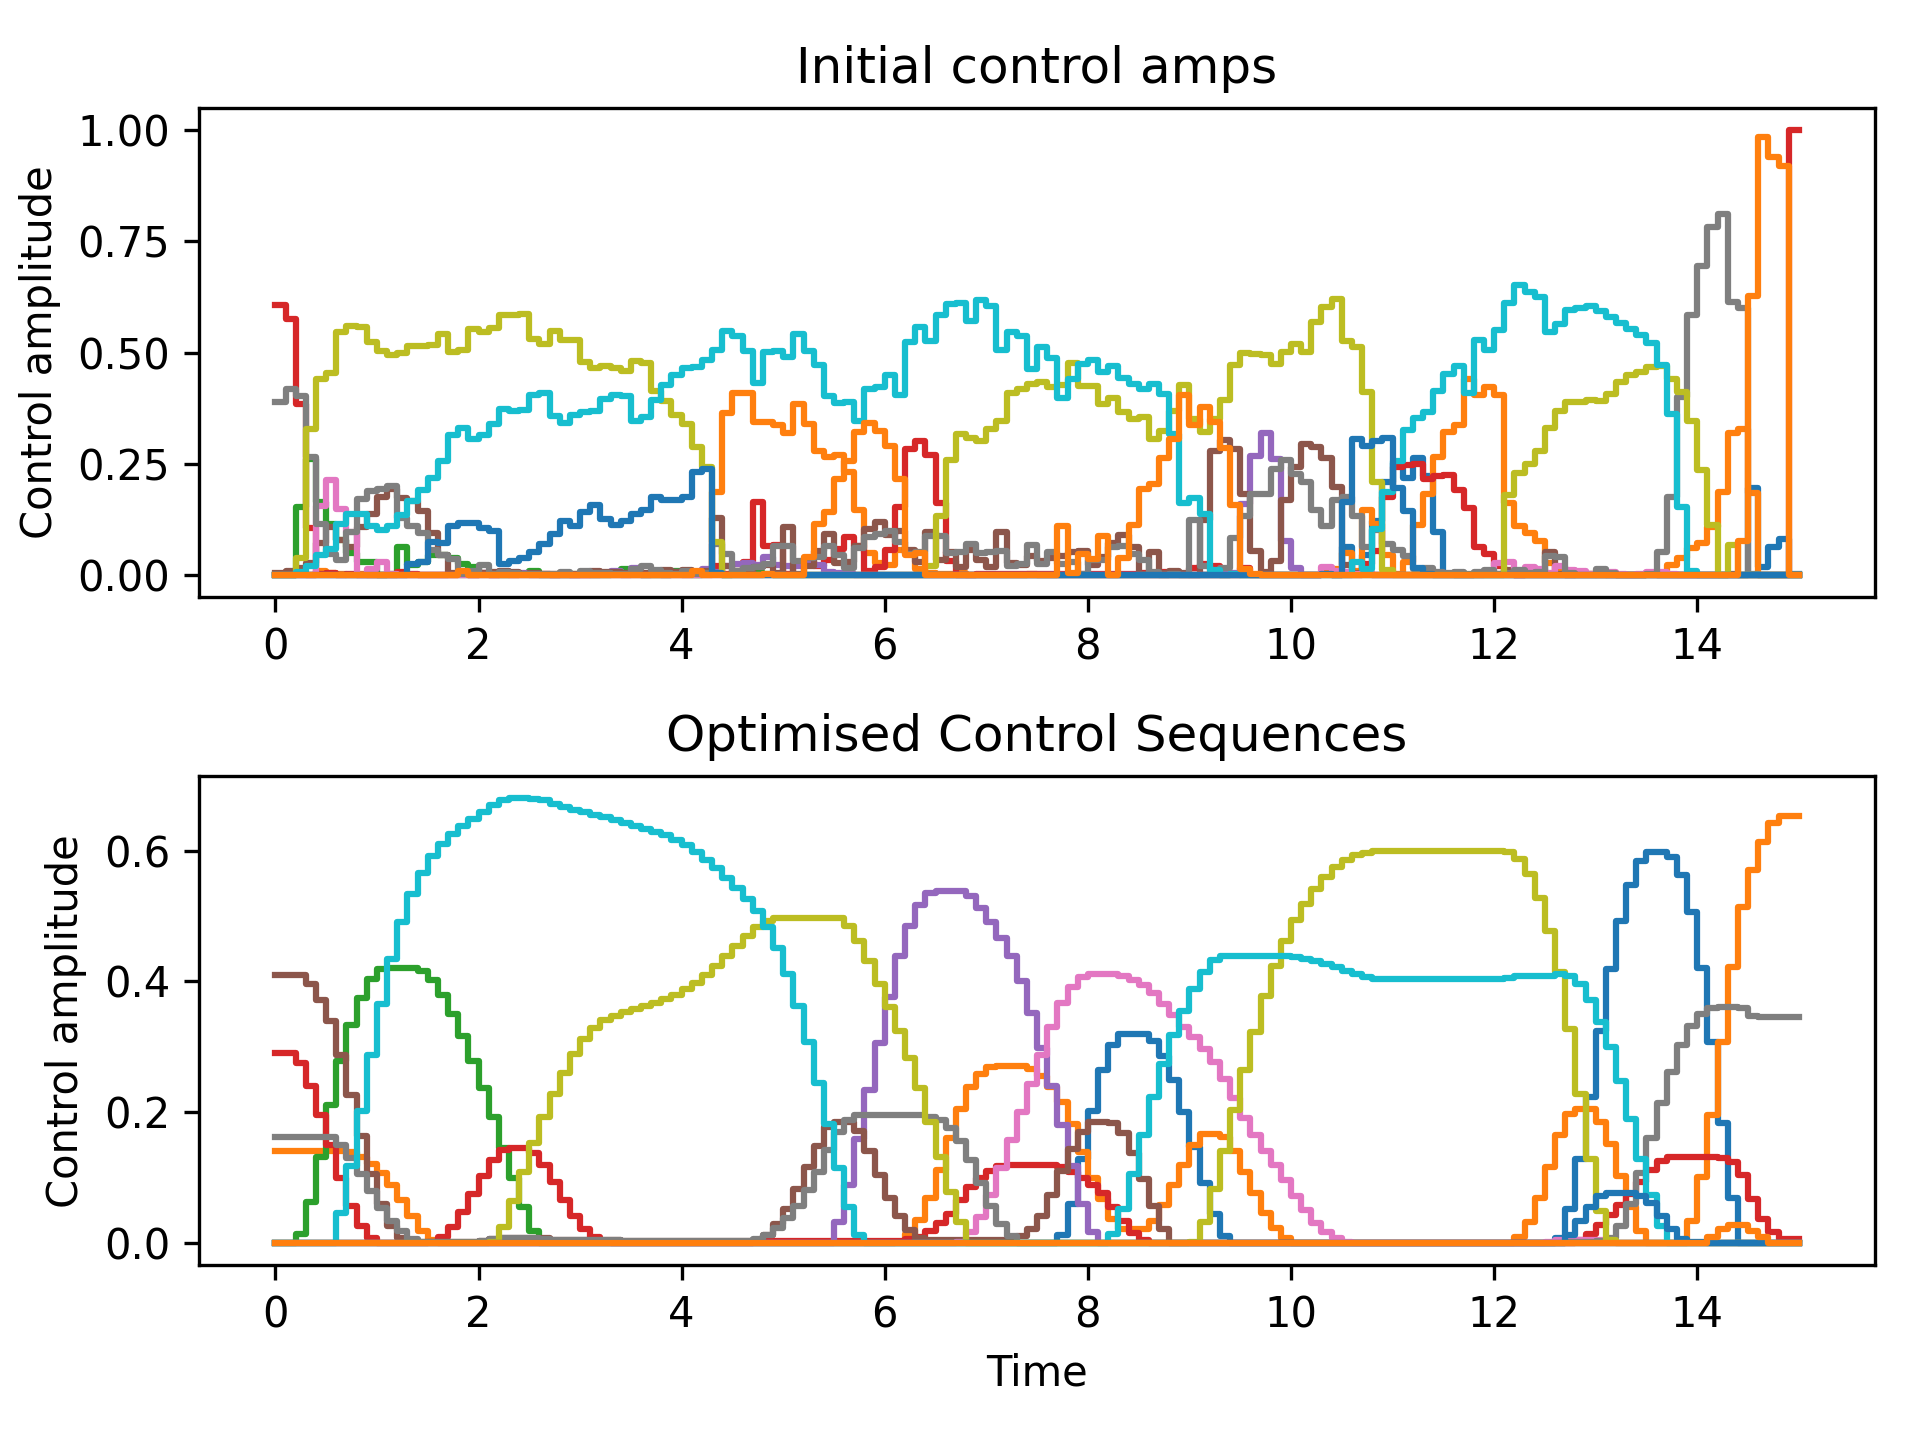 Initial control amps
Control amplitude
1.00
0.75
0.50
0.25
0.00
0 2 4 6 8 10 12 14
Optimised Control Sequences
Control amplitude
0.6
0.4
0.2
0.0
0 2 4 6 8 10 12 14
Time